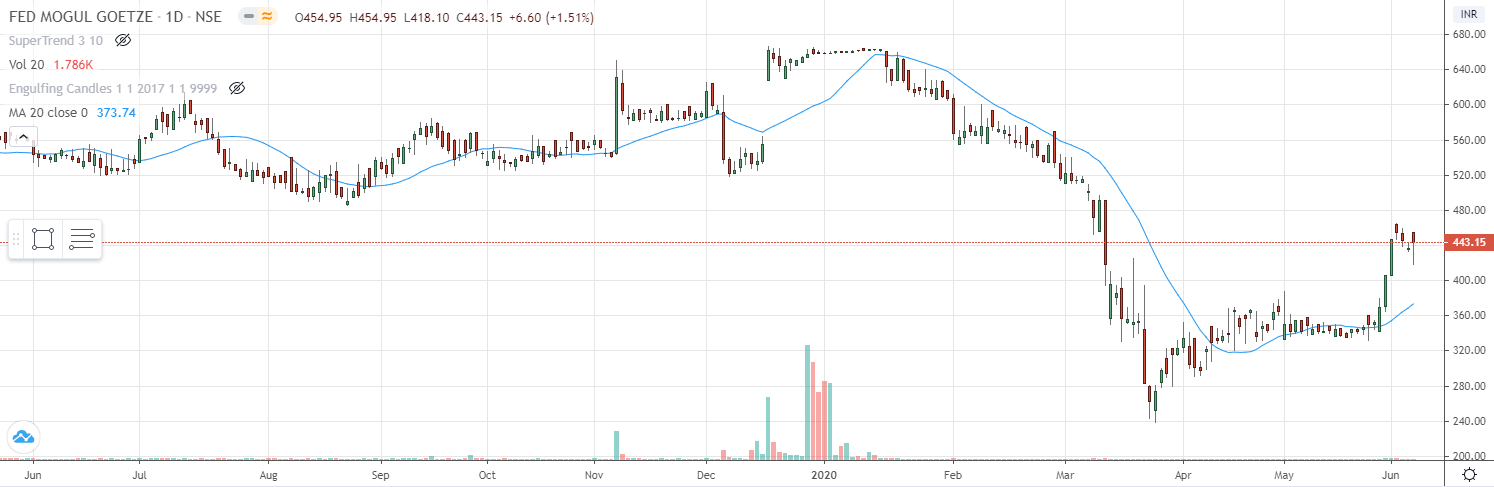 FED MOGUL GOETZE · 1D · NSE O454.95 H454.95 L418.10 C443.15 +6.60 (+1.51%)
SuperTrend 3 10
Vol 20 1.786K
Engulfing Candles 1 1 2017 1 1 9999
MA 20 close 0 373.74
INR
680.00
640.00
600.00
560.00
520.00
480.00
443.15
400.00
360.00
320.00
280.00
240.00
200.00
Jun Jul Aug Sep Oct Nov Dec 2020 Feb Mar Apr May Jun